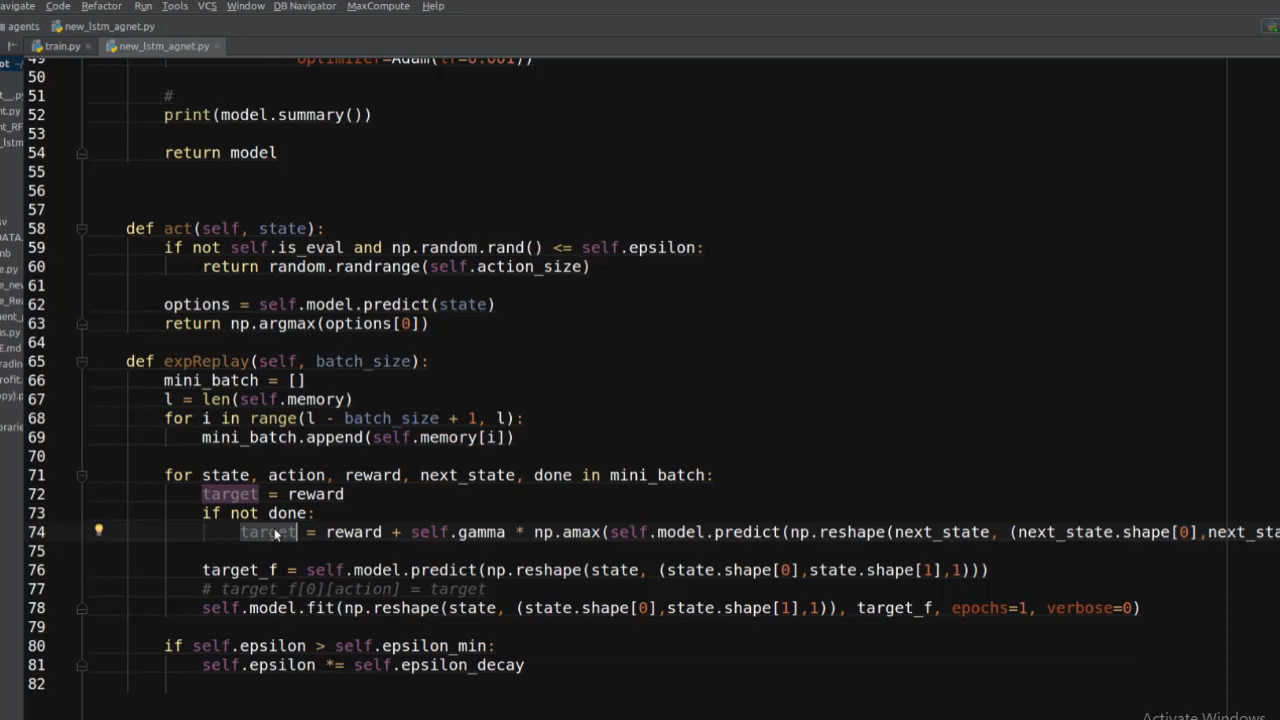 avigate Code Refactor Run Tools VCS Window DB Navigator MaxCompute Help
agents new_lstm_agnet.py
train.py × new_lstm_agnet.py ×
49 optimizer=Adam(lr=0.001))
50
51 #
52 print(model.summary())
53
54 return model
55
56
57
58 def act(self, state):
59 if not self.is_eval and np.random.rand() <= self.epsilon:
60 return random.randrange(self.action_size)
61
62 options = self.model.predict(state)
63 return np.argmax(options[0])
64
65 def expReplay(self, batch_size):
66 mini_batch = []
67 l = len(self.memory)
68 for i in range(l - batch_size + 1, l):
69 mini_batch.append(self.memory[i])
70
71 for state, action, reward, next_state, done in mini_batch:
72 target = reward
73 if not done:
74 target = reward + self.gamma * np.amax(self.model.predict(np.reshape(next_state, (next_state.shape[0],next_sta
75
76 target_f = self.model.predict(np.reshape(state, (state.shape[0],state.shape[1],1)))
77 # target_f[0][action] = target
78 self.model.fit(np.reshape(state, (state.shape[0],state.shape[1],1)), target_f, epochs=1, verbose=0)
79
80 if self.epsilon > self.epsilon_min:
81 self.epsilon *= self.epsilon_decay
82
Activate Windows